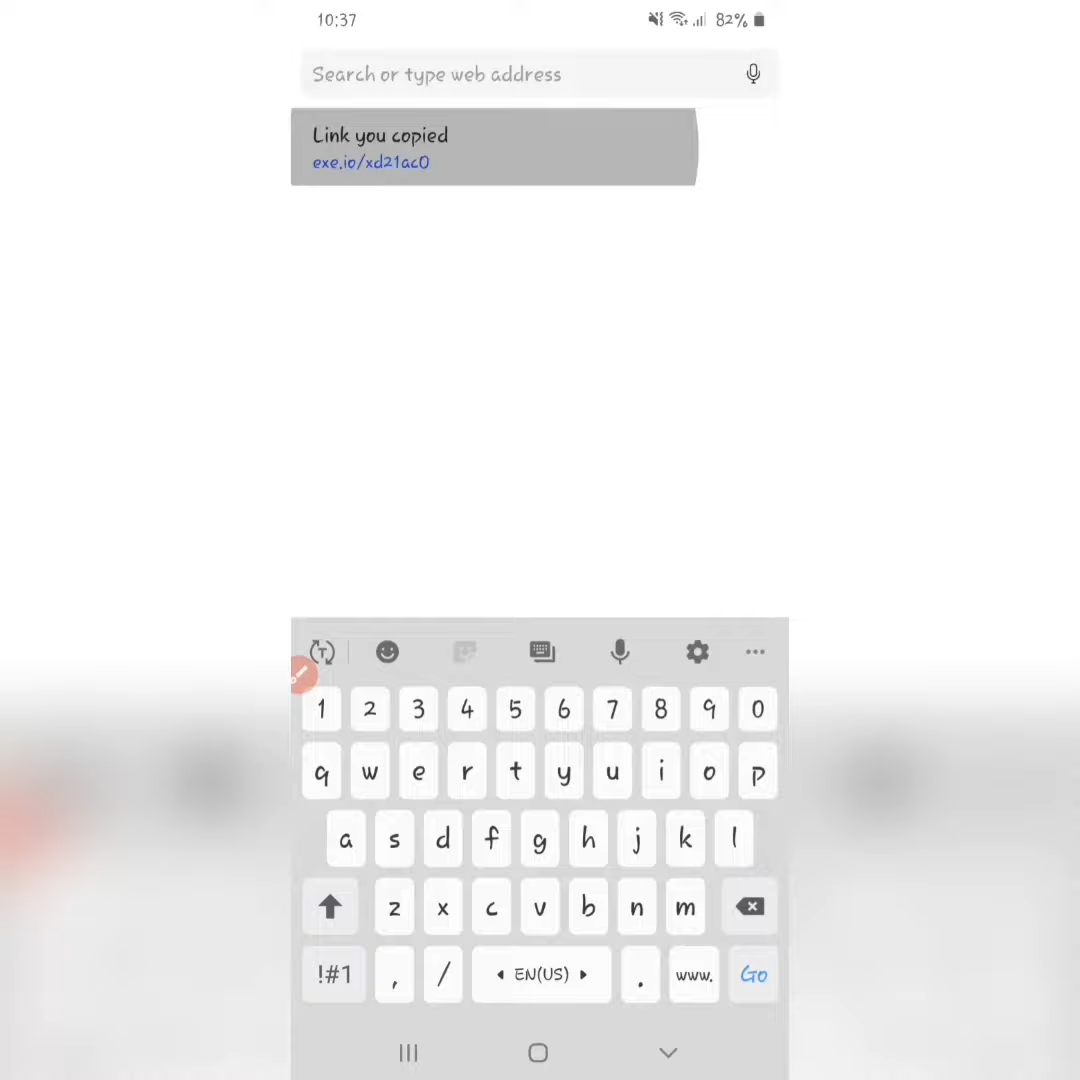 10:37 82%
Search or type web address
Link you copied
exe.io/xd21ac0
T
1 2 3 4 5 6 7 8 9 0
q w e r t y u i o p
a s d f g h j k l
z x c v b n m
!#1 , / EN(US) . www. Go